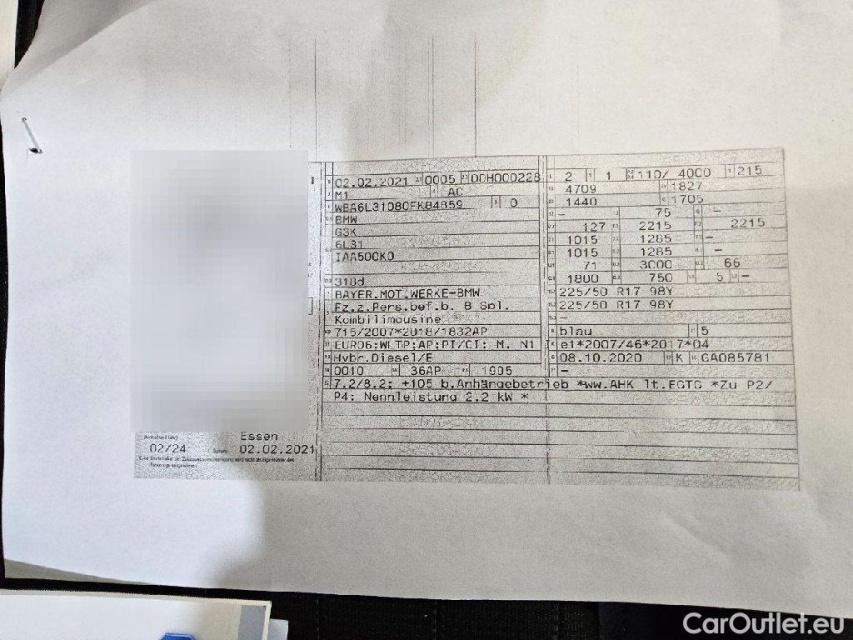 02.02.2021 0005 00H000228 2 1 110/ 4000 215
M1 AC 4709 1827
WBA6L31080FK84859 0 1440 1705
BMW - 75 -
G3K 127 2215 2215
6L31 1015 1285 -
IAA500K0 1015 1285 -
71 3000 66
318d 1800 750 5 -
BAYER.MOT.WERKE-BMW 225/50 R17 98Y
Fz.z.Pers.bef.b. 8 Spl. 225/50 R17 98Y
Kombilimousine -
715/2007*2018/1832AP blau 5
EURO6;WLTP;AP;PI/CI; M, N1 e1*2007/46*2017*04
Hybr.Diesel/E 08.10.2020 K GA085781
0010 36AP 1995 -
7.2/8.2: +105 b.Anhängebetrieb *ww.AHK lt.EGTG *Zu P2/
P4: Nennleistung 2.2 kW *
Essen
02/24 02.02.2021
CarOutlet.eu